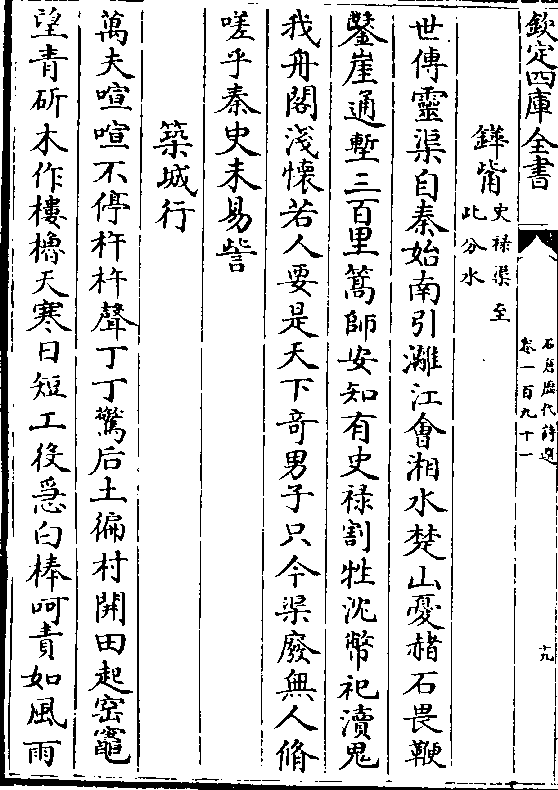 欽定四庫全書
石倉歷代詩選
卷一百九十一
十九
鏵觜史祿渠至
此分水
世傳靈渠自秦始南引灕江會湘水楚山憂赭石畏鞭
鑿崖通塹三百里篙師安知有史祿割牲沈幣祀瀆鬼
我舟閣淺懷若人要是天下奇男子只今渠廢無人脩
嗟乎秦史未易訾
築城行
萬夫喧喧不停杵杵聲丁丁驚后土徧村開田起窑竈
望青斫木作樓櫓天寒日短工役急白棒呵責如風雨